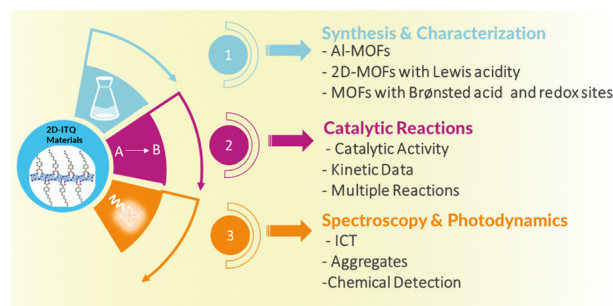 2D-ITQ
Materials
A → B
1
Synthesis & Characterization
- Al-MOFs
- 2D-MOFs with Lewis acidity
- MOFs with Brønsted acid and redox sites
2
Catalytic Reactions
- Catalytic Activity
- Kinetic Data
- Multiple Reactions
3
Spectroscopy & Photodynamics
- ICT
- Aggregates
-Chemical Detection